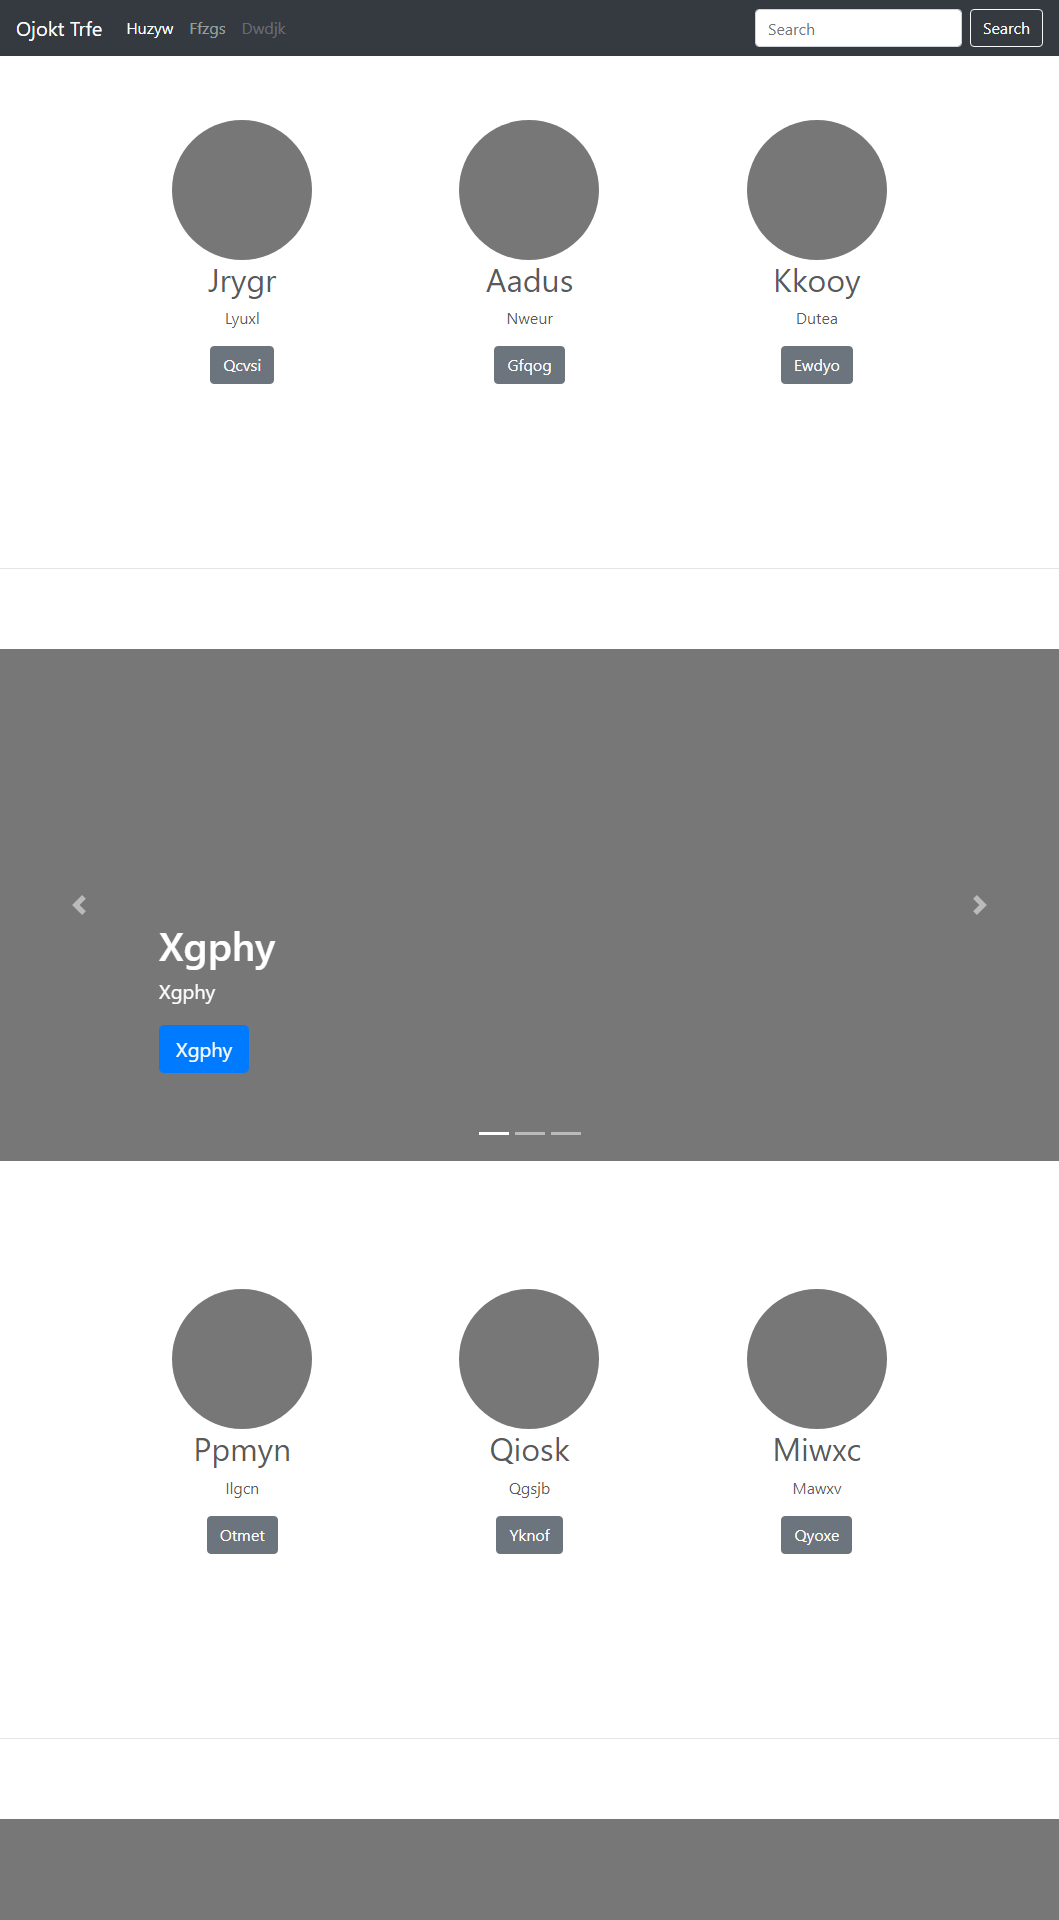 Ojokt Trfe Huzyw Ffzgs Dwdjk Search Search
Jrygr Aadus Kkooy
Lyuxl Nweur Dutea
Qcvsi Gfqog Ewdyo
Xgphy
Xgphy
Xgphy
Ppmyn Qiosk Miwxc
Ilgcn Qgsjb Mawxv
Otmet Yknof Qyoxe